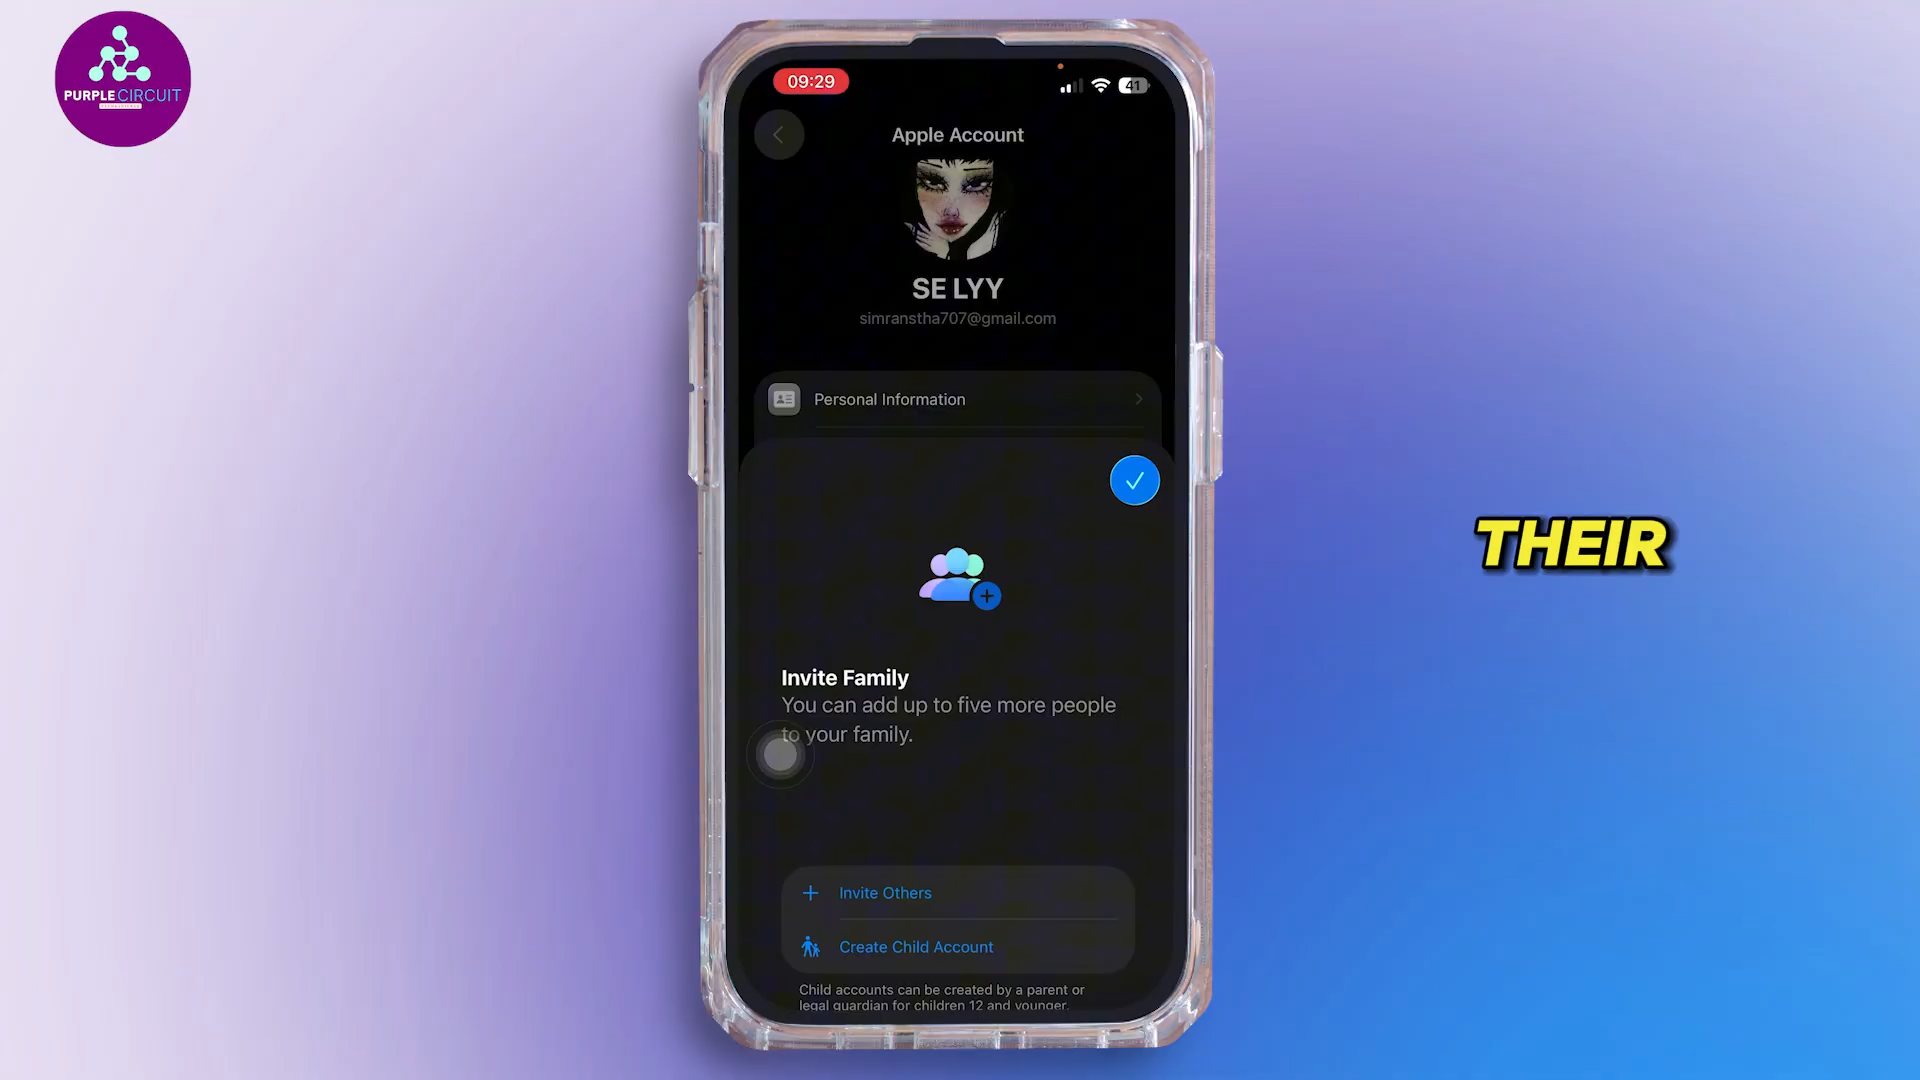 PURPLE CIRCUIT
09:29
41
Apple Account
SE LYY
simranstha707@gmail.com
Personal Information
THEIR
Invite Family
You can add up to five more people
to your family.
Invite Others
Create Child Account
Child accounts can be created by a parent or
legal guardian for children 12 and younger.